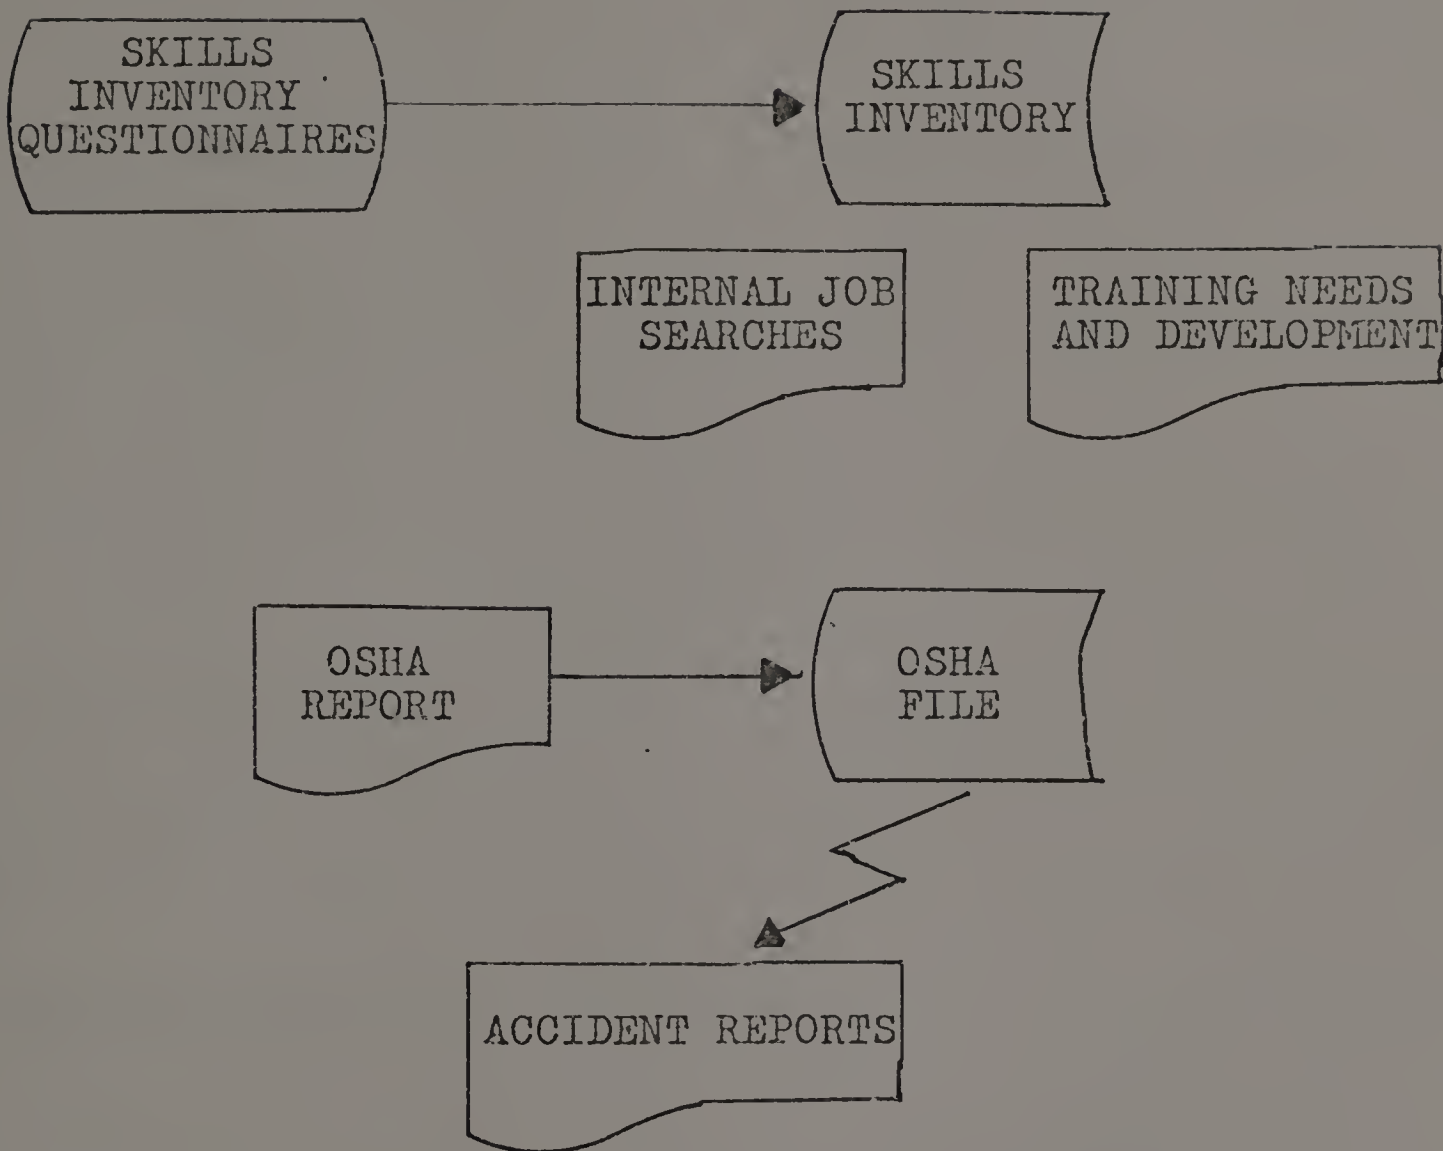 SKILLS
INVENTORY
QUESTIONNAIRES
SKILLS
INVENTORY
INTERNAL JOB
SEARCHES
TRAINING NEEDS
AND DEVELOPMENT
OSHA
REPORT
OSHA
FILE
ACCIDENT REPORTS